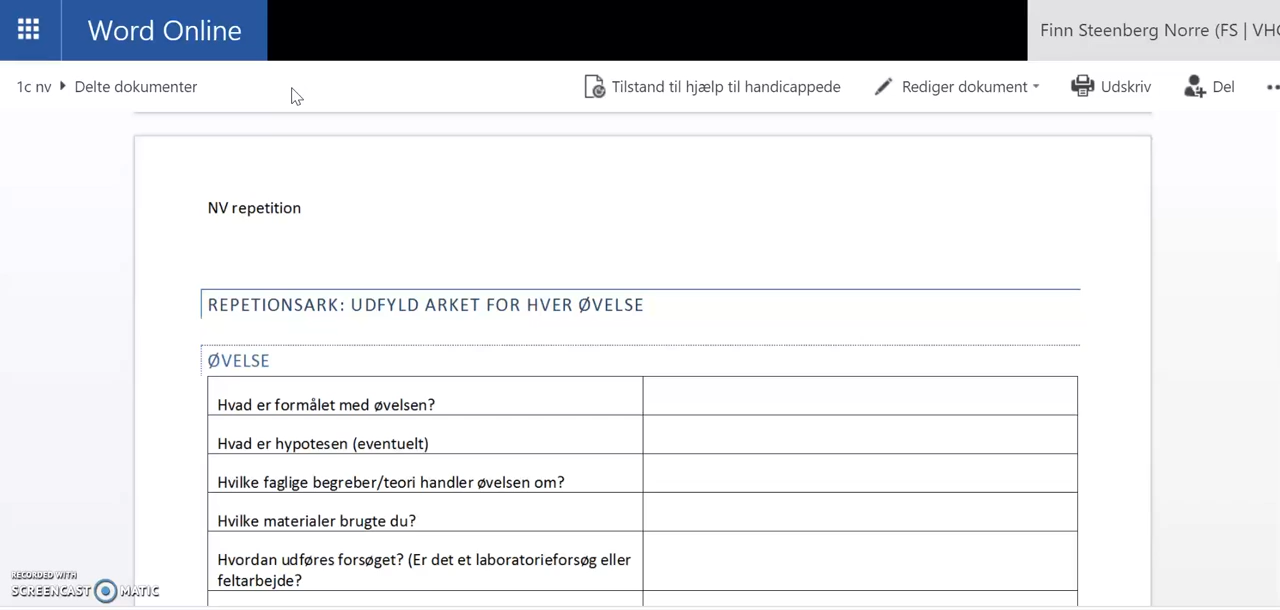 Word Online
Finn Steenberg Norre (FS | VHG
1c nv Delte dokumenter
Tilstand til hjælp til handicappede
Rediger dokument
Udskriv
Del
NV repetition
REPETIONSARK: UDFYLD ARKET FOR HVER ØVELSE
ØVELSE
Hvad er formålet med øvelsen?
Hvad er hypotesen (eventuelt)
Hvilke faglige begreber/teori handler øvelsen om?
Hvilke materialer brugte du?
Hvordan udføres forsøget? (Er det et laboratorieforsøg eller
feltarbejde?
RECORDED WITH
SCREENCAST MATIC